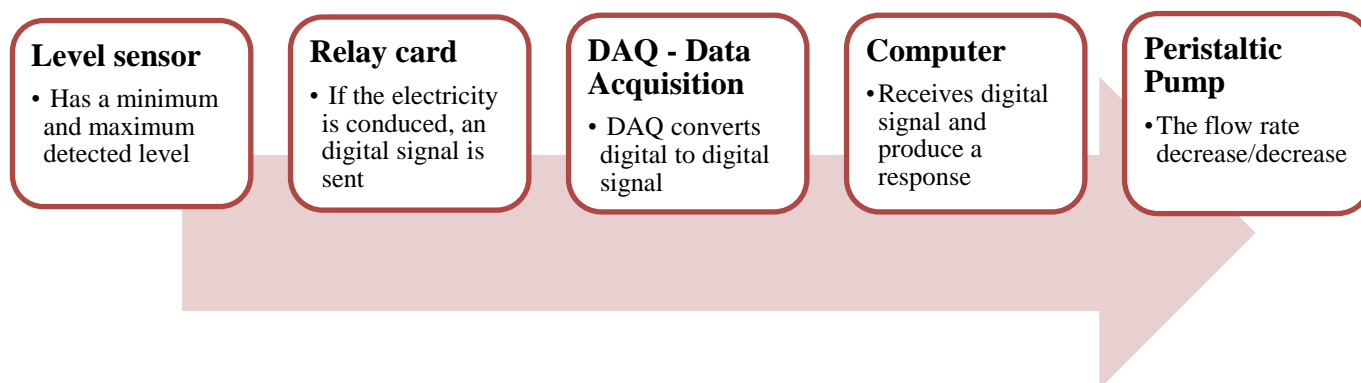 Level sensor
• Has a minimum
and maximum
detected level
Relay card
• If the electricity
is conduced, an
digital signal is
sent
DAQ - Data
Acquisition
• DAQ converts
digital to digital
signal
Computer
•Receives digital
signal and
produce a
response
Peristaltic
Pump
•The flow rate
decrease/decrease